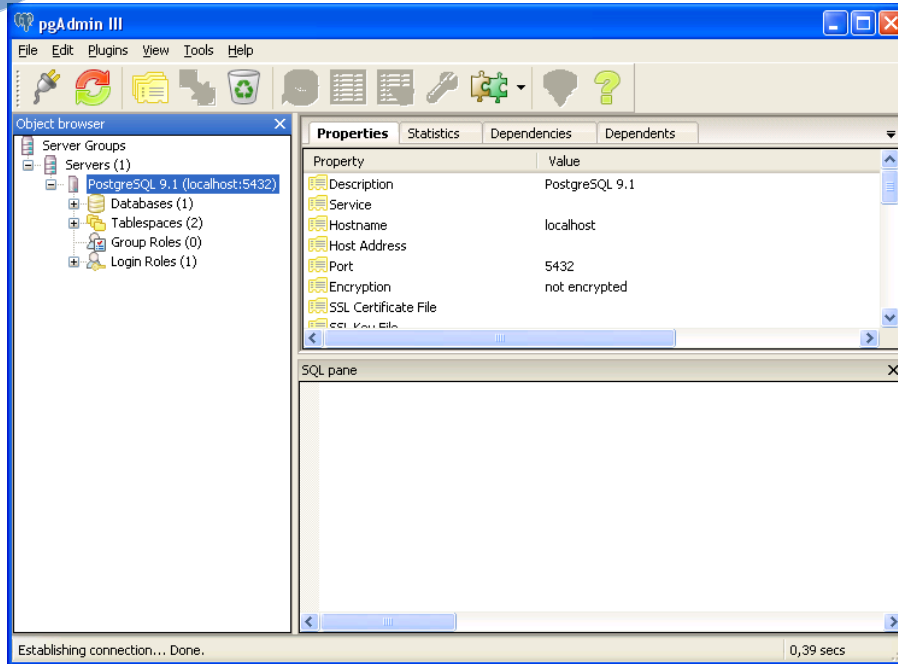 pgAdmin III
File Edit Plugins View Tools Help
Object browser
Server Groups
Servers (1)
PostgreSQL 9.1 (localhost:5432)
Databases (1)
Tablespaces (2)
Group Roles (0)
Login Roles (1)
Properties Statistics Dependencies Dependents
Property Value
Description PostgreSQL 9.1
Service
Hostname localhost
Host Address
Port 5432
Encryption not encrypted
SSL Certificate File
SSL Key File
SQL pane
Establishing connection... Done.
0,39 secs